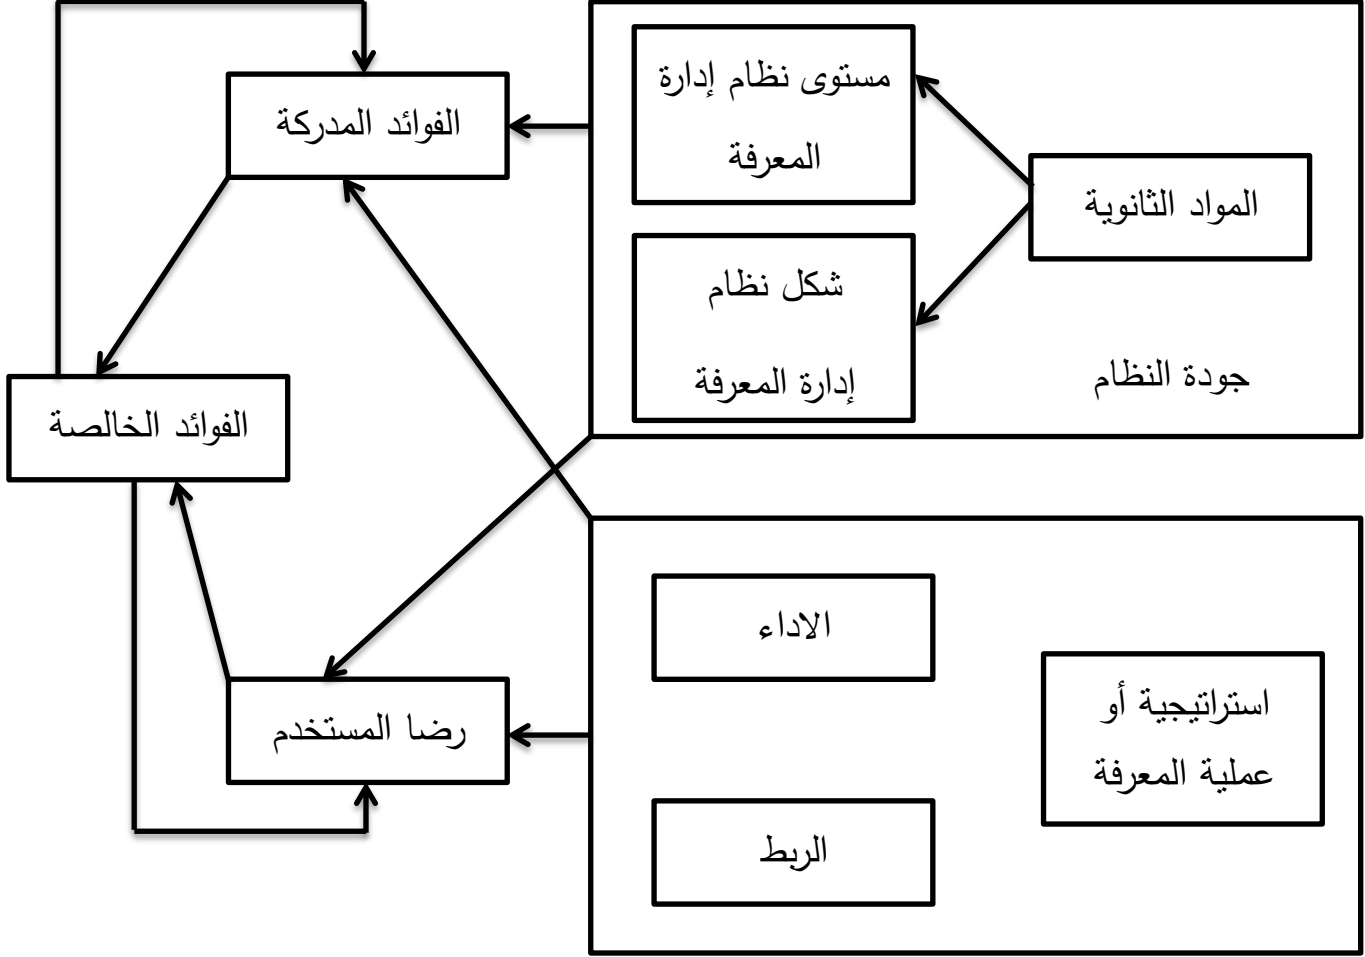 مستوى نظام إدارة
المعرفة
الفوائد المدركة
المواد الثانوية
شكل نظام
إدارة المعرفة
جودة النظام
الفوائد الخالصة
الاداء
استراتيجية أو
عملية المعرفة
رضا المستخدم
الربط